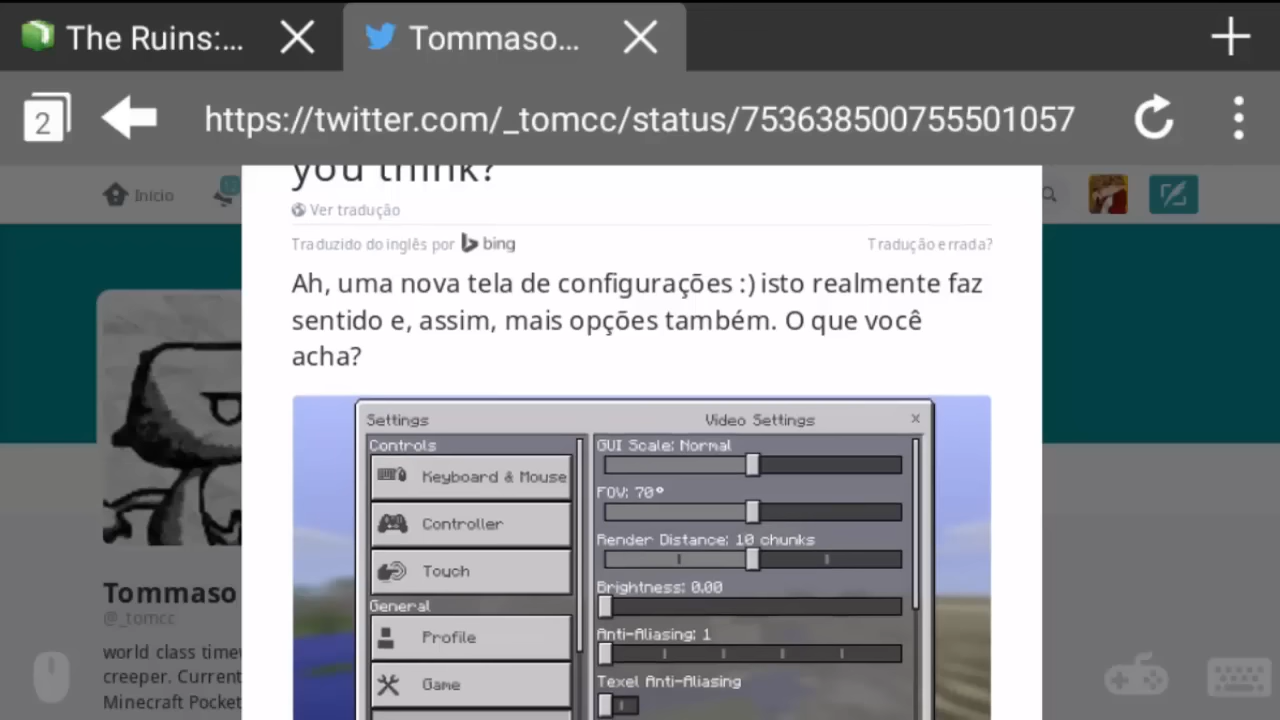 The Ruins:...
Tommaso...
2
https://twitter.com/_tomcc/status/753638500755501057
you think?
Início
Ver tradução
Traduzido do inglês por bing
Tradução errada?
Ah, uma nova tela de configurações :) isto realmente faz
sentido e, assim, mais opções também. O que você
acha?
Settings
Video Settings
Controls
Keyboard & Mouse
Controller
Touch
General
Profile
Game
GUI Scale: Normal
FOV: 70°
Render Distance: 10 chunks
Brightness: 0.00
Anti-Aliasing: 1
Texel Anti-Aliasing
Tommaso
@_tomcc
world class
creeper. Current
Minecraft Pocket